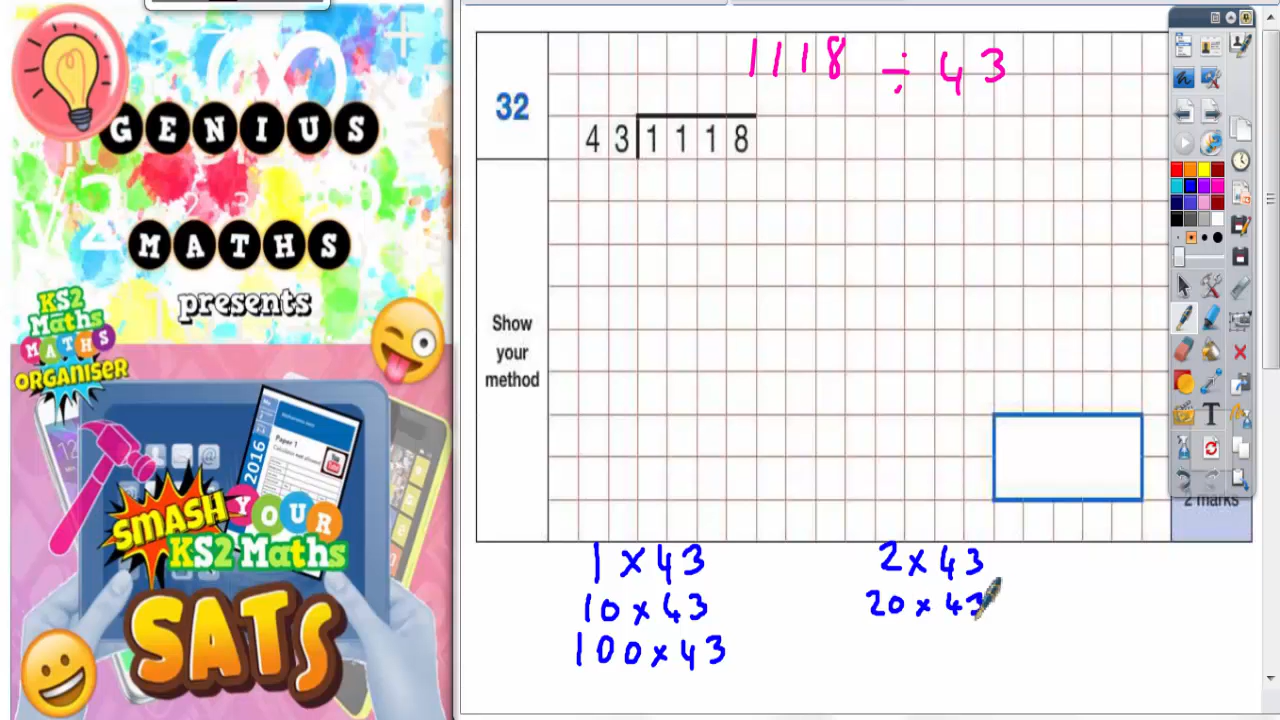 GENIUS
MATHS
presents
KS2
Maths
MATHS
ORGANISER
2016
Paper 1
SMASH YOUR
KS2 Maths
SATS
1118 ÷ 43
32
43 1118
Show
your
method
2 marks
1 × 43
10 × 43
100 × 43
2 × 43
20 × 43